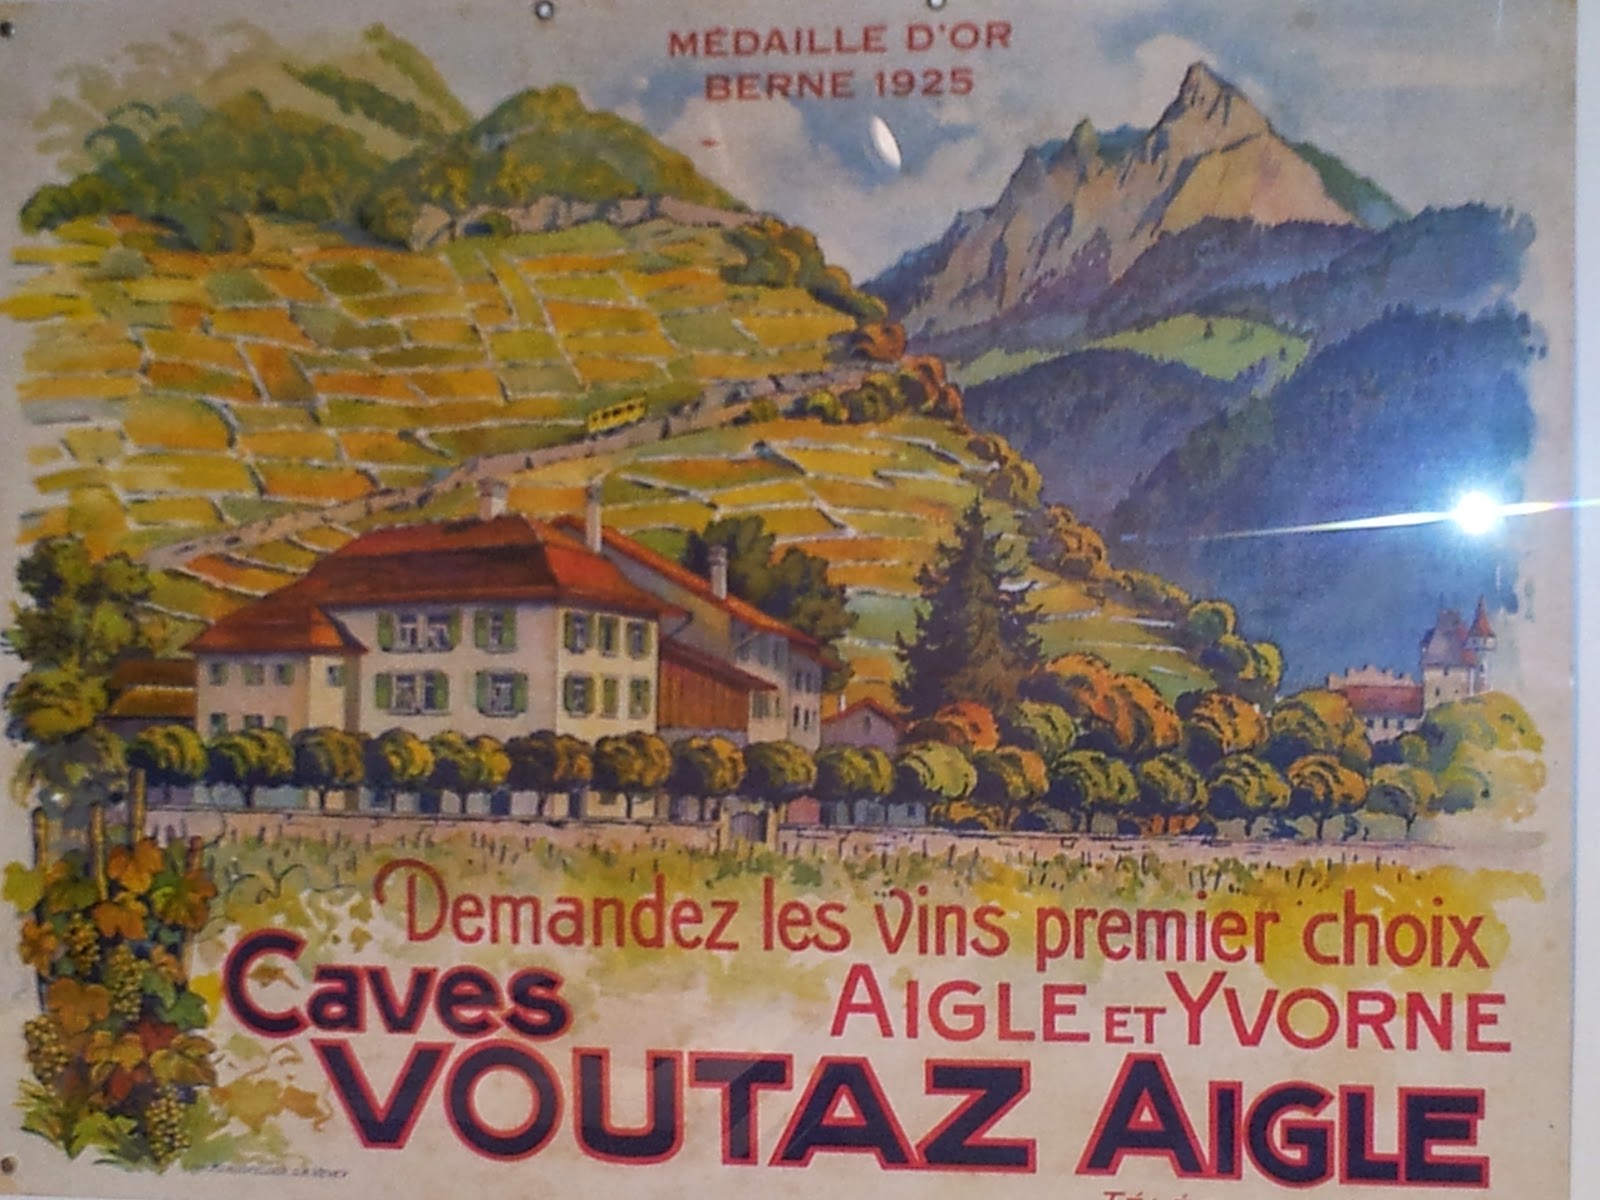 MÉDAILLE D'OR
BERNE 1925
Demandez les vins premier choix
AIGLE ET YVORNE
Caves
VOUTAZ AIGLE